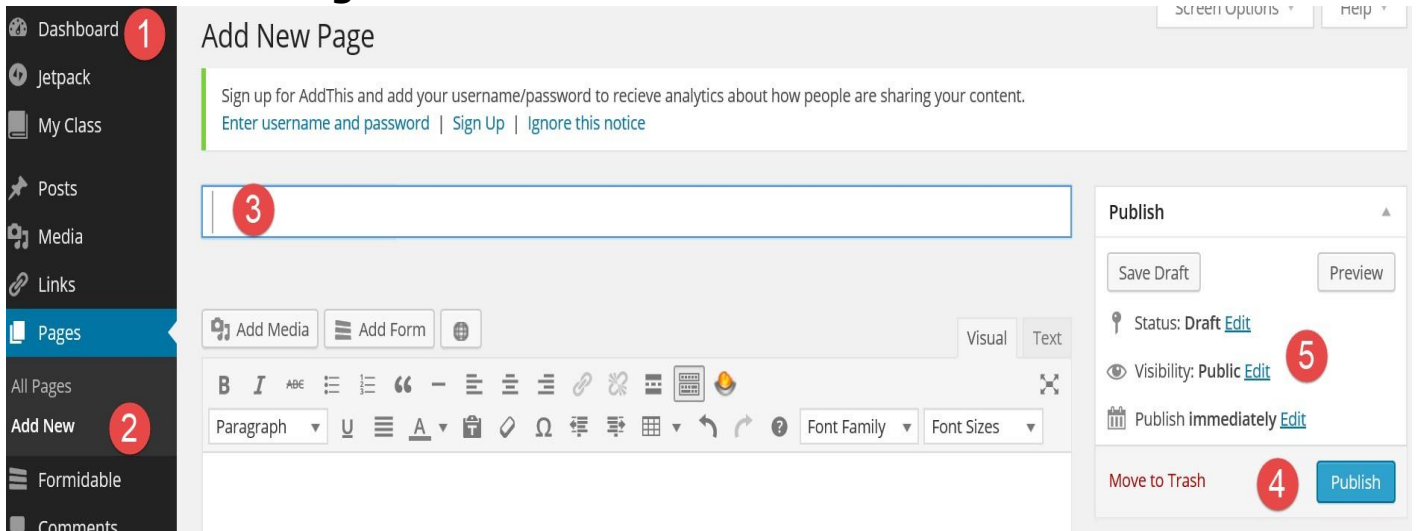 Screen Options
Help
Dashboard 1
Jetpack
My Class
Posts
Media
Links
Pages
All Pages
Add New 2
Formidable
Comments
Add New Page
Sign up for AddThis and add your username/password to recieve analytics about how people are sharing your content.
Enter username and password | Sign Up | Ignore this notice
3
Add Media Add Form
Visual Text
B I ABC
Paragraph U A T Ω ? Font Family Font Sizes
Publish
Save Draft Preview
Status: Draft Edit
Visibility: Public Edit 5
Publish immediately Edit
Move to Trash 4 Publish